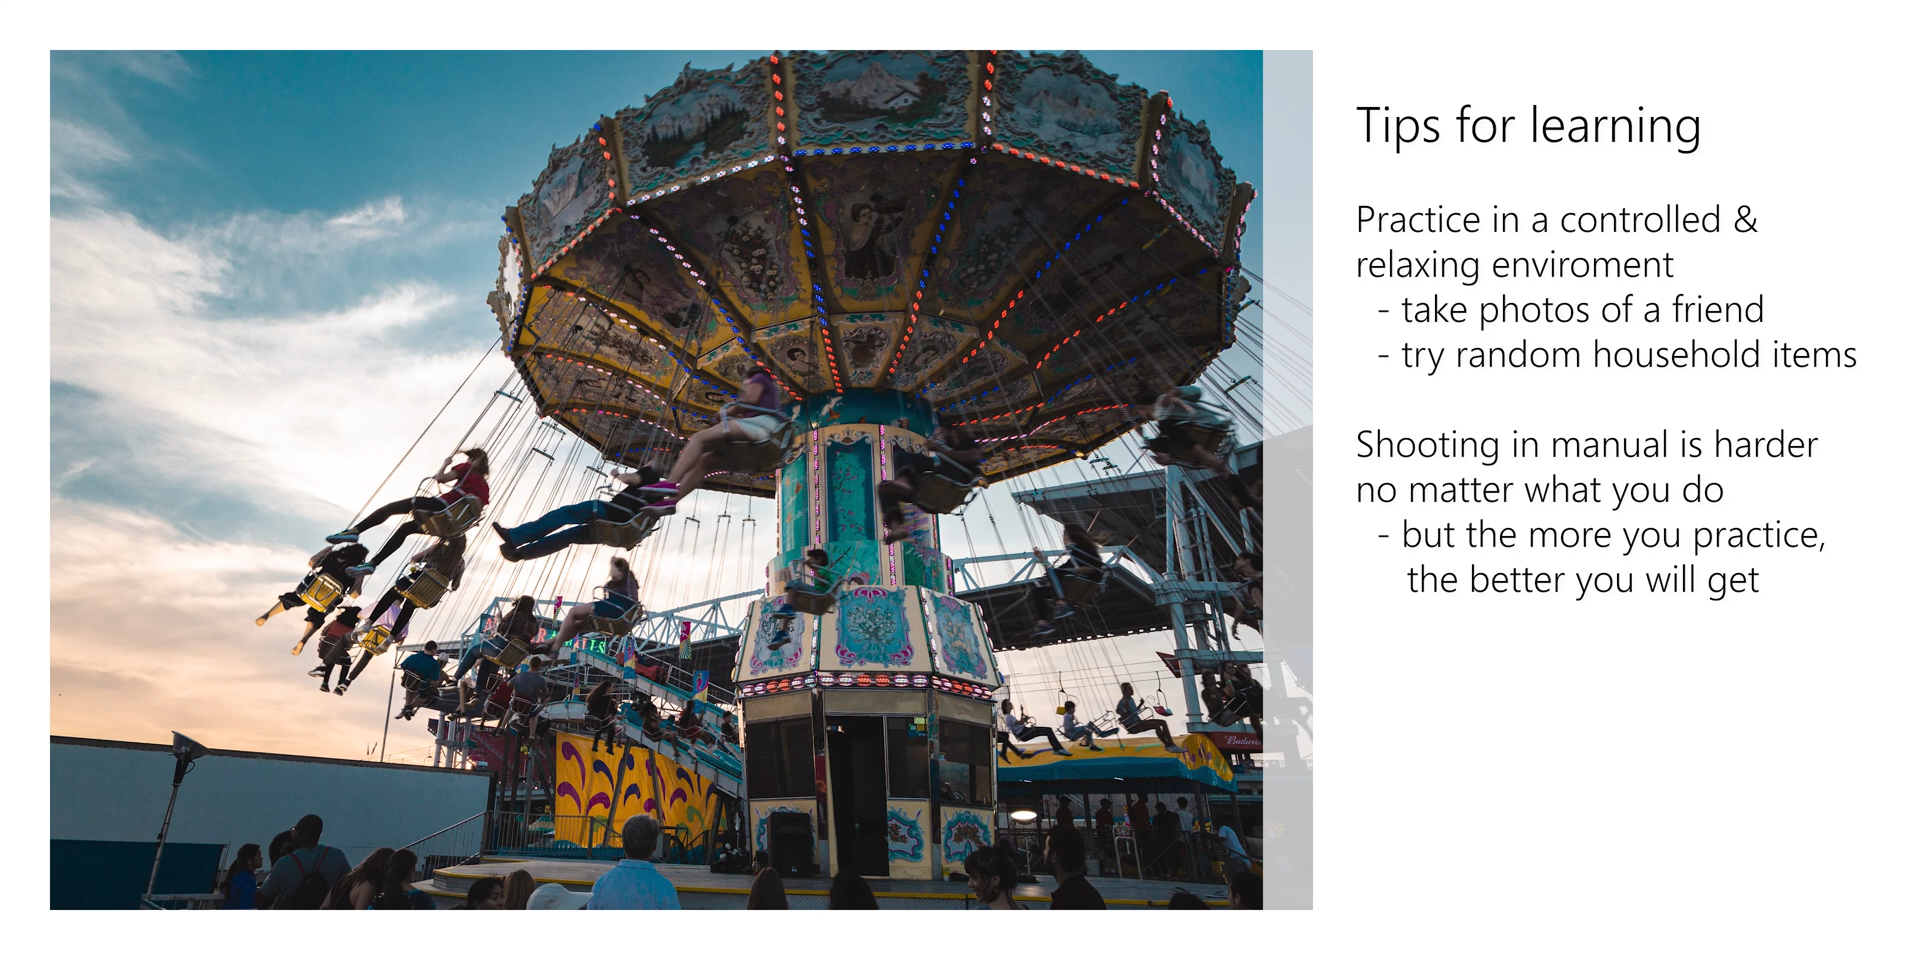 Tips for learning
Practice in a controlled &
relaxing enviroment
- take photos of a friend
- try random household items
Shooting in manual is harder
no matter what you do
- but the more you practice,
the better you will get